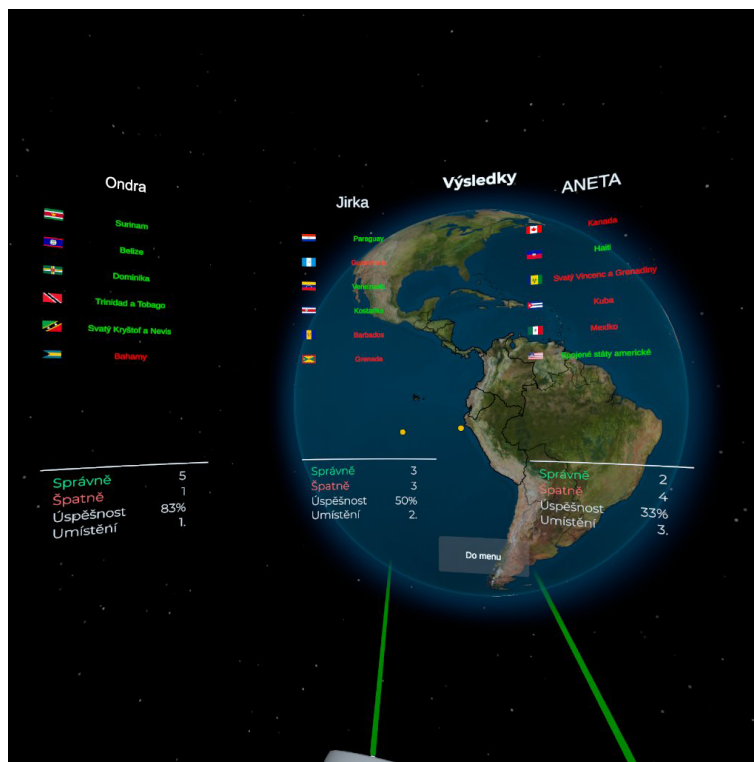 Výsledky
Ondra
Surinam
Belize
Dominika
Trinidad a Tobago
Svatý Kryštof a Nevis
Bahamy
Správně 5
Špatně 1
Úspěšnost 83%
Umístění 1.
Jirka
Paraguay
Guatemala
Venezuela
Kostarika
Barbados
Grenada
Správně 3
Špatně 3
Úspěšnost 50%
Umístění 2.
ANETA
Kanada
Haiti
Svatý Vincenc a Grenadiny
Kuba
Mexiko
Spojené státy americké
Správně 2
Špatně 4
Úspěšnost 33%
Umístění 3.
Do menu